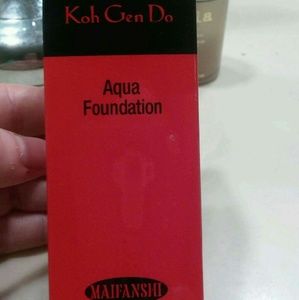 Koh Gen Do
Aqua
Foundation
MAIFANSHI